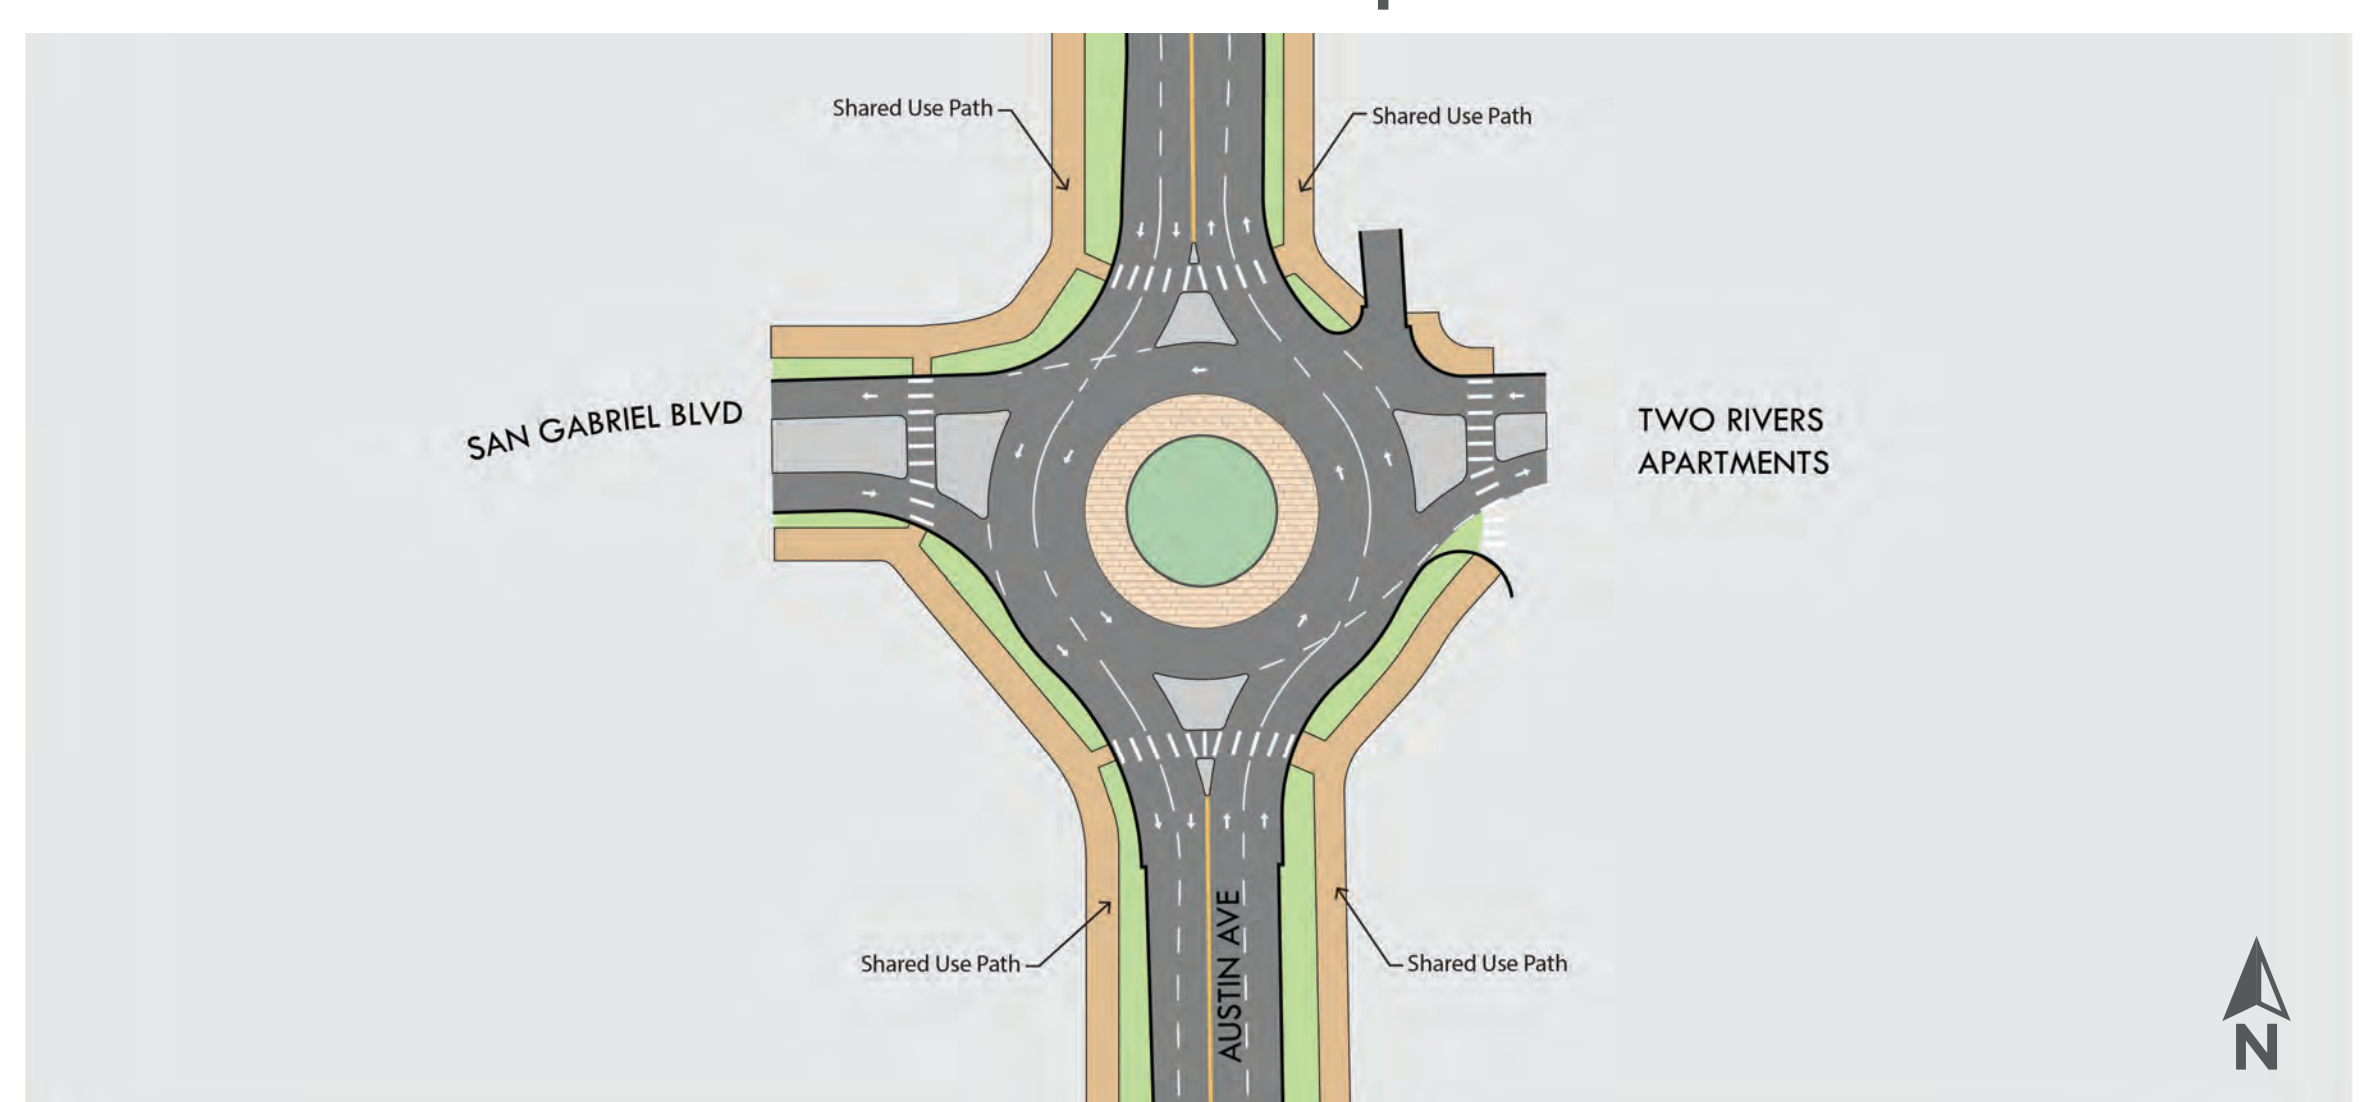 Shared Use Path
Shared Use Path
SAN GABRIEL BLVD
TWO RIVERS
APARTMENTS
AUSTIN AVE
Shared Use Path
Shared Use Path
N